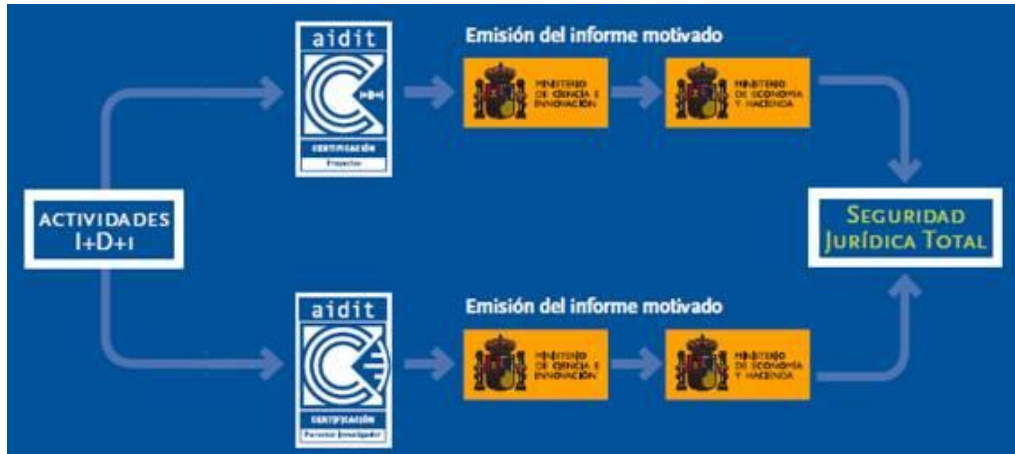 aidit
CERTIFICACIÓN
Proyectos
Emisión del informe motivado
MINISTERIO
DE CIENCIA E
INNOVACIÓN
MINISTERIO
DE ECONOMÍA
Y HACIENDA
ACTIVIDADES
I+D+i
SEGURIDAD
JURÍDICA TOTAL
aidit
CERTIFICACIÓN
Personal Investigador
Emisión del informe motivado
MINISTERIO
DE CIENCIA E
INNOVACIÓN
MINISTERIO
DE ECONOMÍA
Y HACIENDA